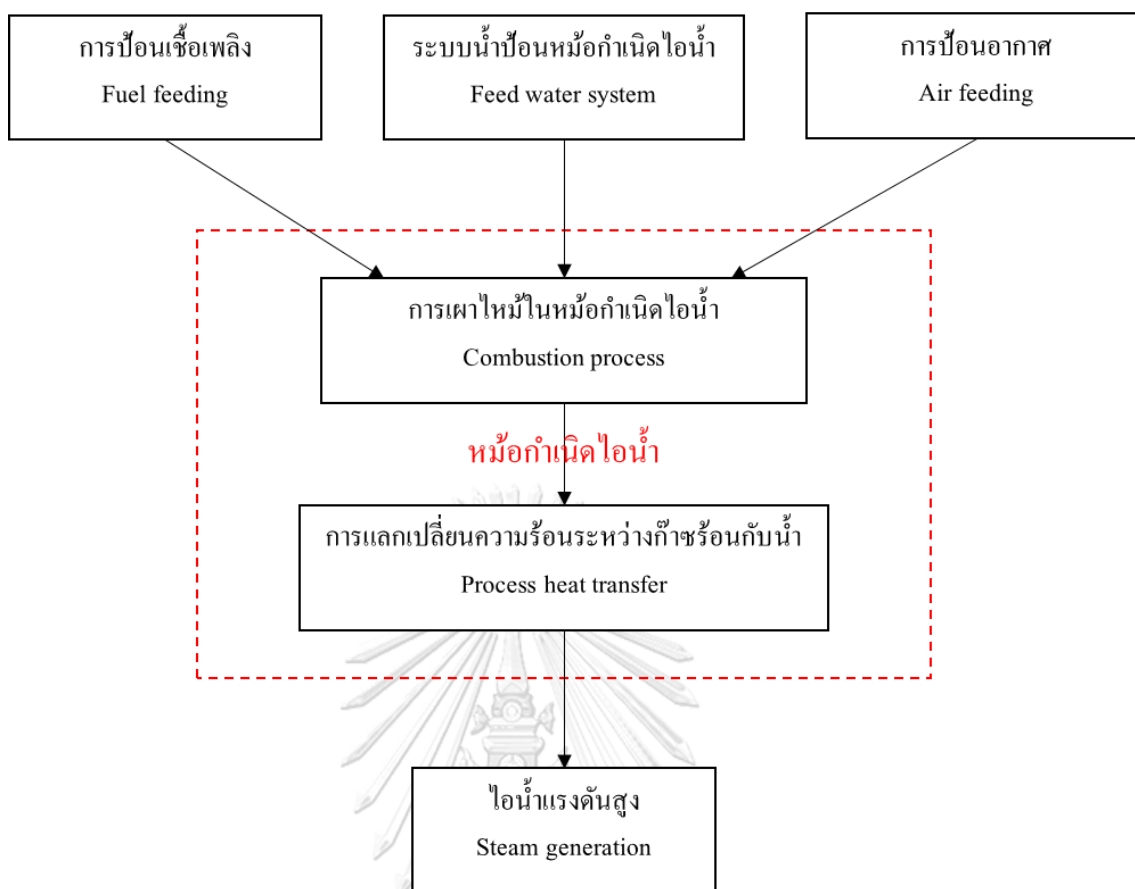 การป้อนเชื้อเพลิง
Fuel feeding
ระบบน้ำป้อนหม้อกำเนิดไอน้ำ
Feed water system
การป้อนอากาศ
Air feeding
การเผาไหม้ในหม้อกำเนิดไอน้ำ
Combustion process
หม้อกำเนิดไอน้ำ
การแลกเปลี่ยนความร้อนระหว่างก๊าซร้อนกับน้ำ
Process heat transfer
ไอน้ำแรงดันสูง
Steam generation